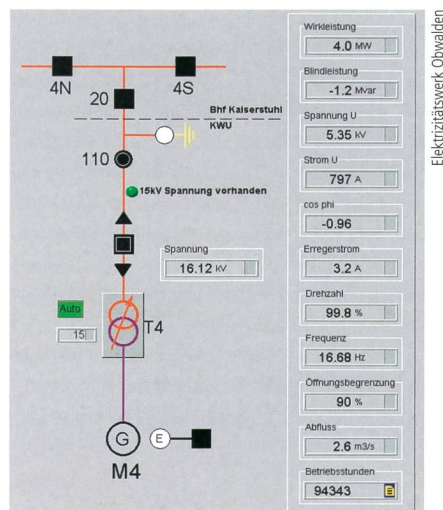 4N
4S
20
Bhf Kaiserstuhl
KWU
110
15kV Spannung vorhanden
Spannung
16.12 kV
Auto
15
T4
G
E
M4
Wirkleistung
4.0 MW
Blindleistung
-1.2 Mvar
Spannung U
5.35 kV
Strom U
797 A
cos phi
-0.96
Erregerstrom
3.2 A
Drehzahl
99.8 %
Frequenz
16.68 Hz
Öffnungsbegrenzung
90 %
Abfluss
2.6 m3/s
Betriebsstunden
94343
Elektrizitätswerk Obwalden